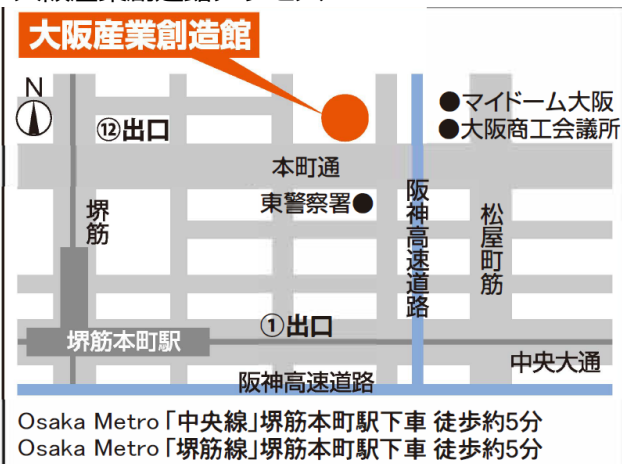 大阪産業創造館
N
⑫出口
●マイドーム大阪
●大阪商工会議所
本町通
東警察署●
堺筋
阪神高速道路
松屋町筋
①出口
堺筋本町駅
中央大通
阪神高速道路
Osaka Metro「中央線」堺筋本町駅下車 徒歩約5分
Osaka Metro「堺筋線」堺筋本町駅下車 徒歩約5分